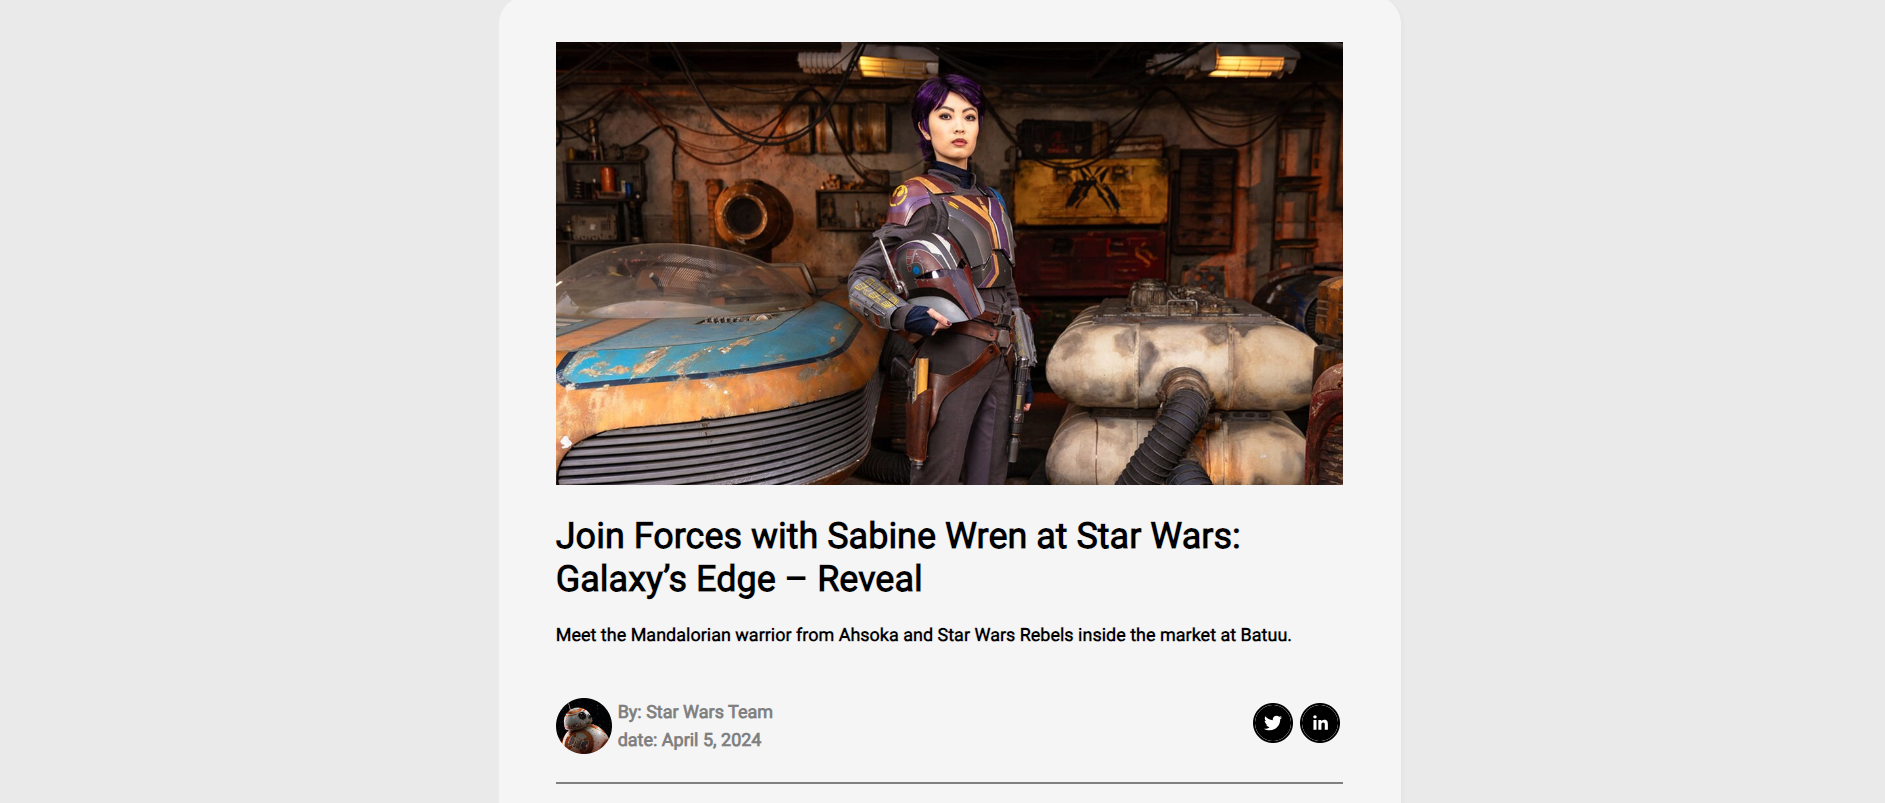 Join Forces with Sabine Wren at Star Wars:
Galaxy’s Edge – Reveal
Meet the Mandalorian warrior from Ahsoka and Star Wars Rebels inside the market at Batuu.
By: Star Wars Team
date: April 5, 2024
in